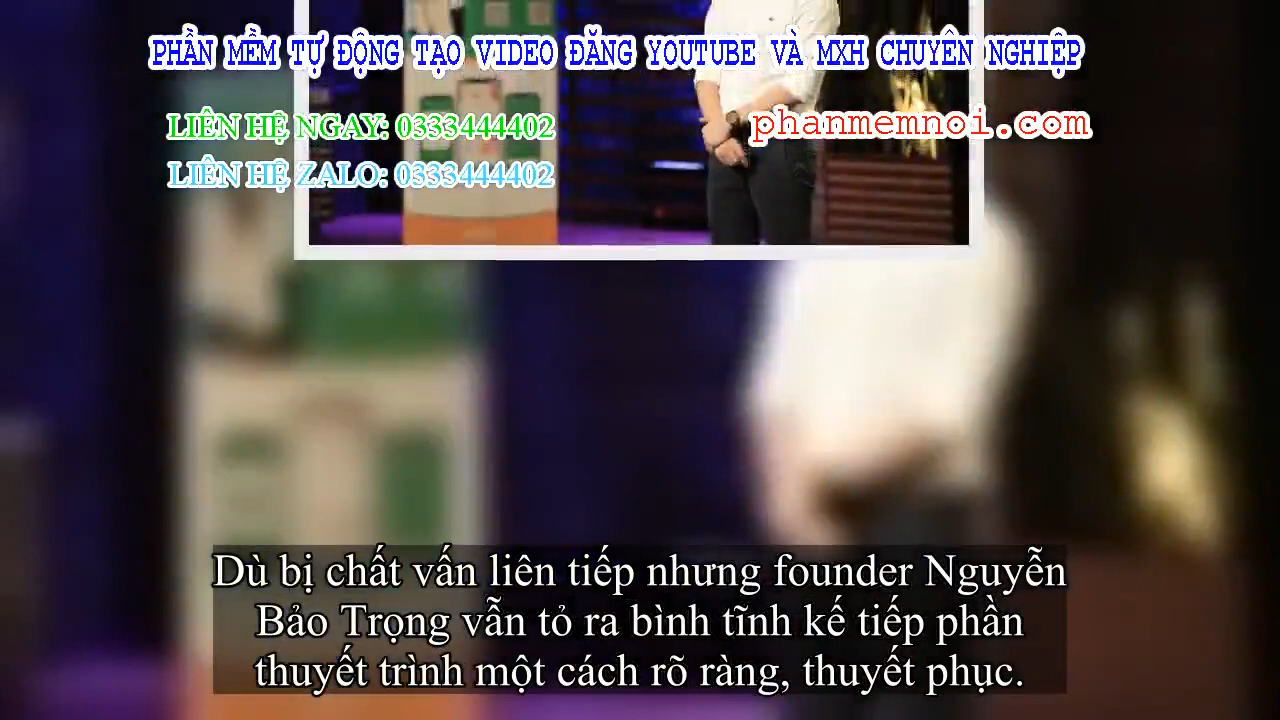 PHẦN MỀM TỰ ĐỘNG TẠO VIDEO ĐĂNG YOUTUBE VÀ MXH CHUYÊN NGHIỆP
LIÊN HỆ NGAY: 0333444402
phanmemnoi.com
LIÊN HỆ ZALO: 0333444402
Dù bị chất vấn liên tiếp nhưng founder Nguyễn
Bảo Trọng vẫn tỏ ra bình tĩnh kế tiếp phần
thuyết trình một cách rõ ràng, thuyết phục.